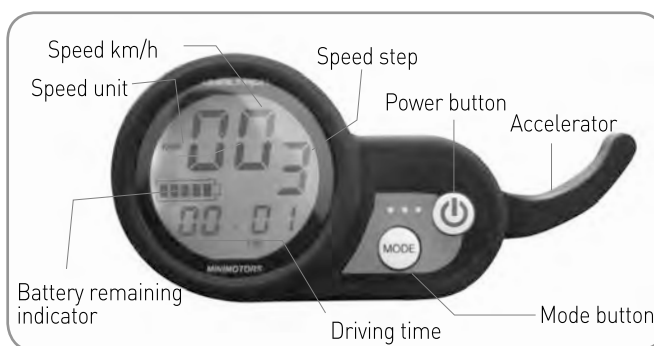 Speed km/h
Speed step
Speed unit
Power button
Accelerator
00
3
00 01
MODE
MINIMOTORS
Battery remaining
indicator
Driving time
Mode button